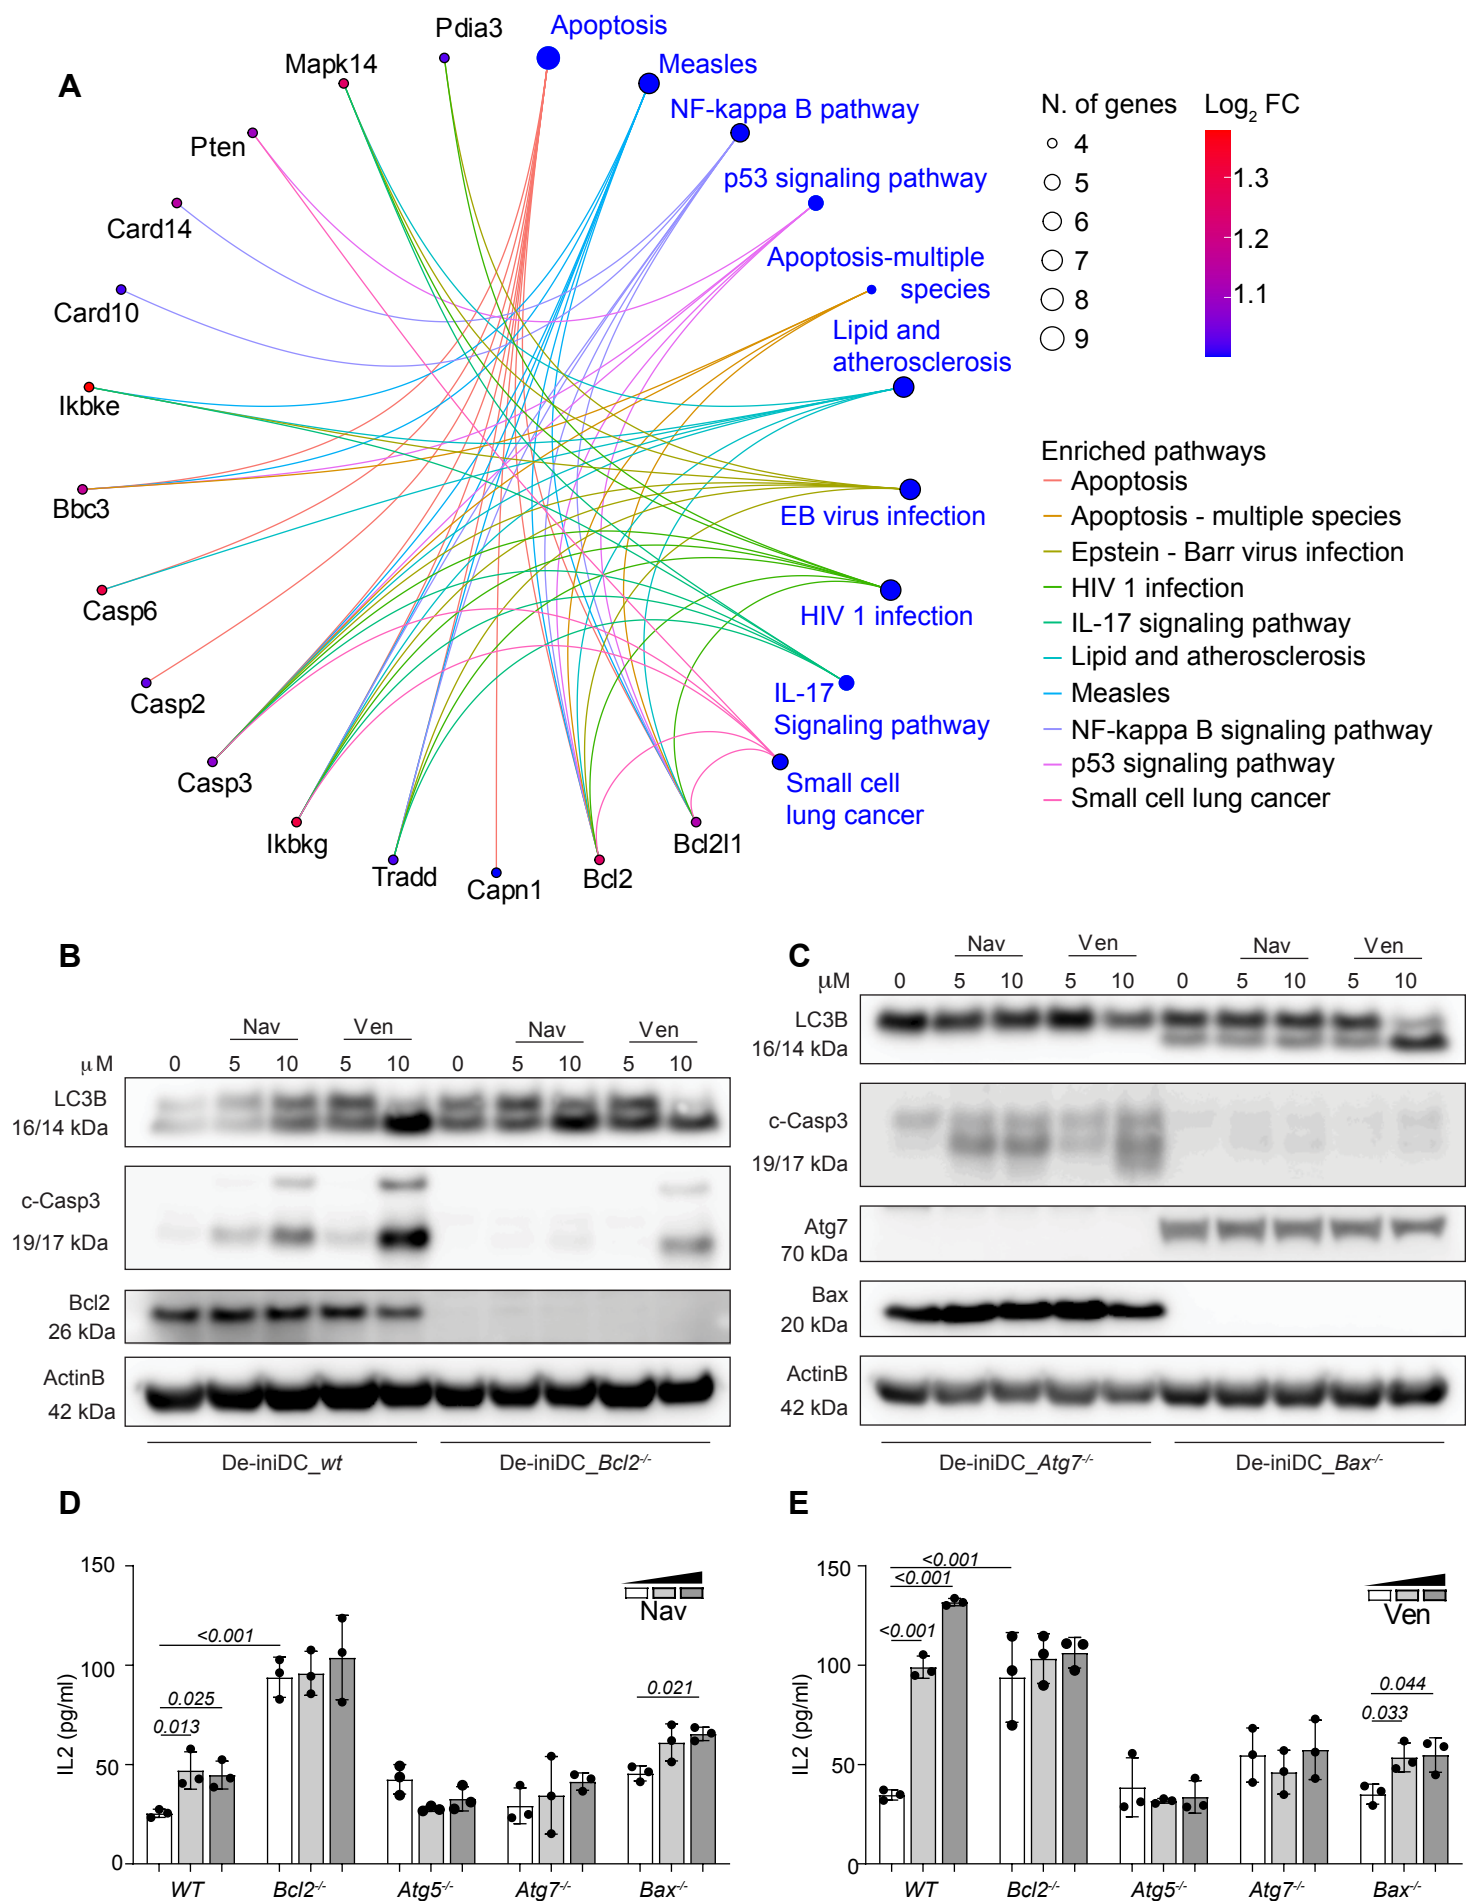 A
Pdia3
Apoptosis
Mapk14
Measles
Pten
NF-kappa B pathway
Card14
p53 signaling pathway
Card10
Apoptosis-multiple
species
Ikbke
Lipid and
atherosclerosis
Bbc3
EB virus infection
Casp6
HIV 1 infection
Casp2
IL-17
Signaling pathway
Casp3
Small cell
lung cancer
Ikbkg
Tradd
Capn1
Bcl2
Bcl2l1
N. of genes
4
5
6
7
8
9
Log2 FC
1.3
1.2
1.1
Enriched pathways
Apoptosis
Apoptosis - multiple species
Epstein - Barr virus infection
HIV 1 infection
IL-17 signaling pathway
Lipid and atherosclerosis
Measles
NF-kappa B signaling pathway
p53 signaling pathway
Small cell lung cancer
B
Nav Ven Nav Ven
μM 0 5 10 5 10 0 5 10 5 10
LC3B
16/14 kDa
c-Casp3
19/17 kDa
Bcl2
26 kDa
ActinB
42 kDa
De-iniDC_wt De-iniDC_Bcl2-/-
C
Nav Ven Nav Ven
μM 0 5 10 5 10 0 5 10 5 10
LC3B
16/14 kDa
c-Casp3
19/17 kDa
Atg7
70 kDa
Bax
20 kDa
ActinB
42 kDa
De-iniDC_Atg7-/- De-iniDC_Bax-/-
D
IL2 (pg/ml)
150
100
50
0
<0.001
0.025
0.013
0.021
Nav
WT Bcl2-/- Atg5-/- Atg7-/- Bax-/-
E
IL2 (pg/ml)
150
100
50
0
<0.001
<0.001
<0.001
0.044
0.033
Ven
WT Bcl2-/- Atg5-/- Atg7-/- Bax-/-